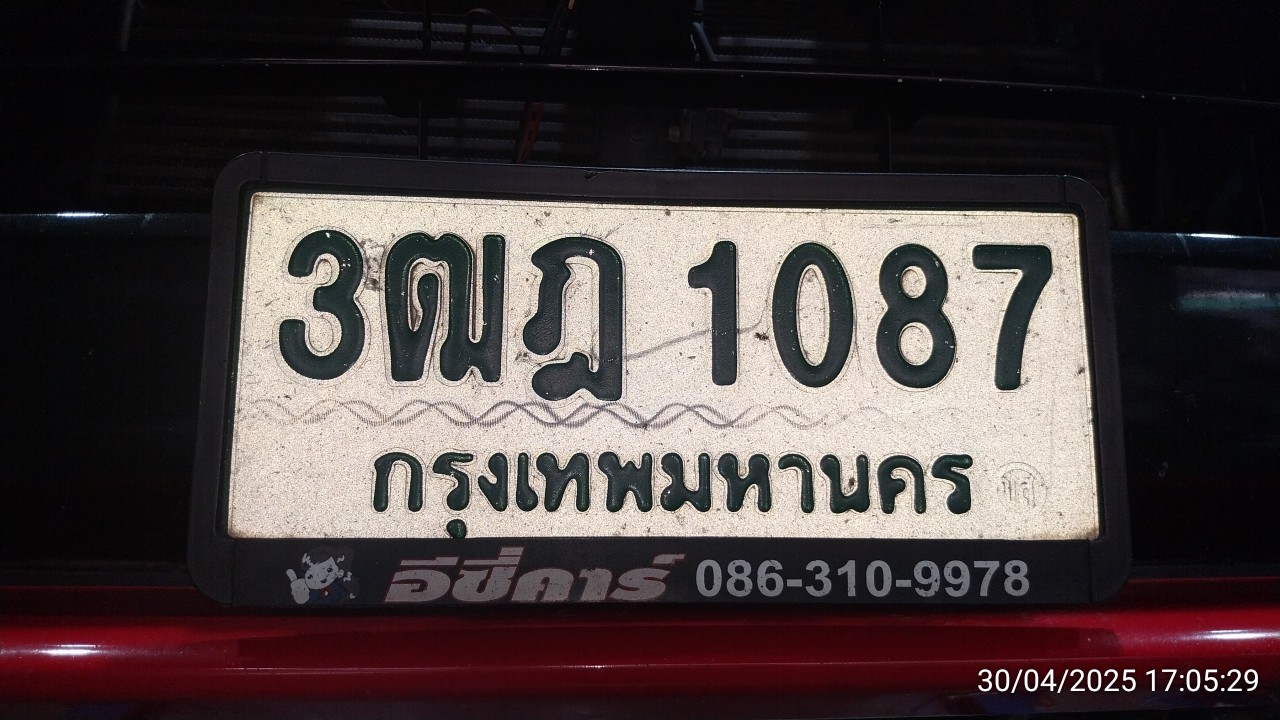 3ฒฎ 1087
กรุงเทพมหานคร
อีซี่คาร์ 086-310-9978
30/04/2025 17:05:29